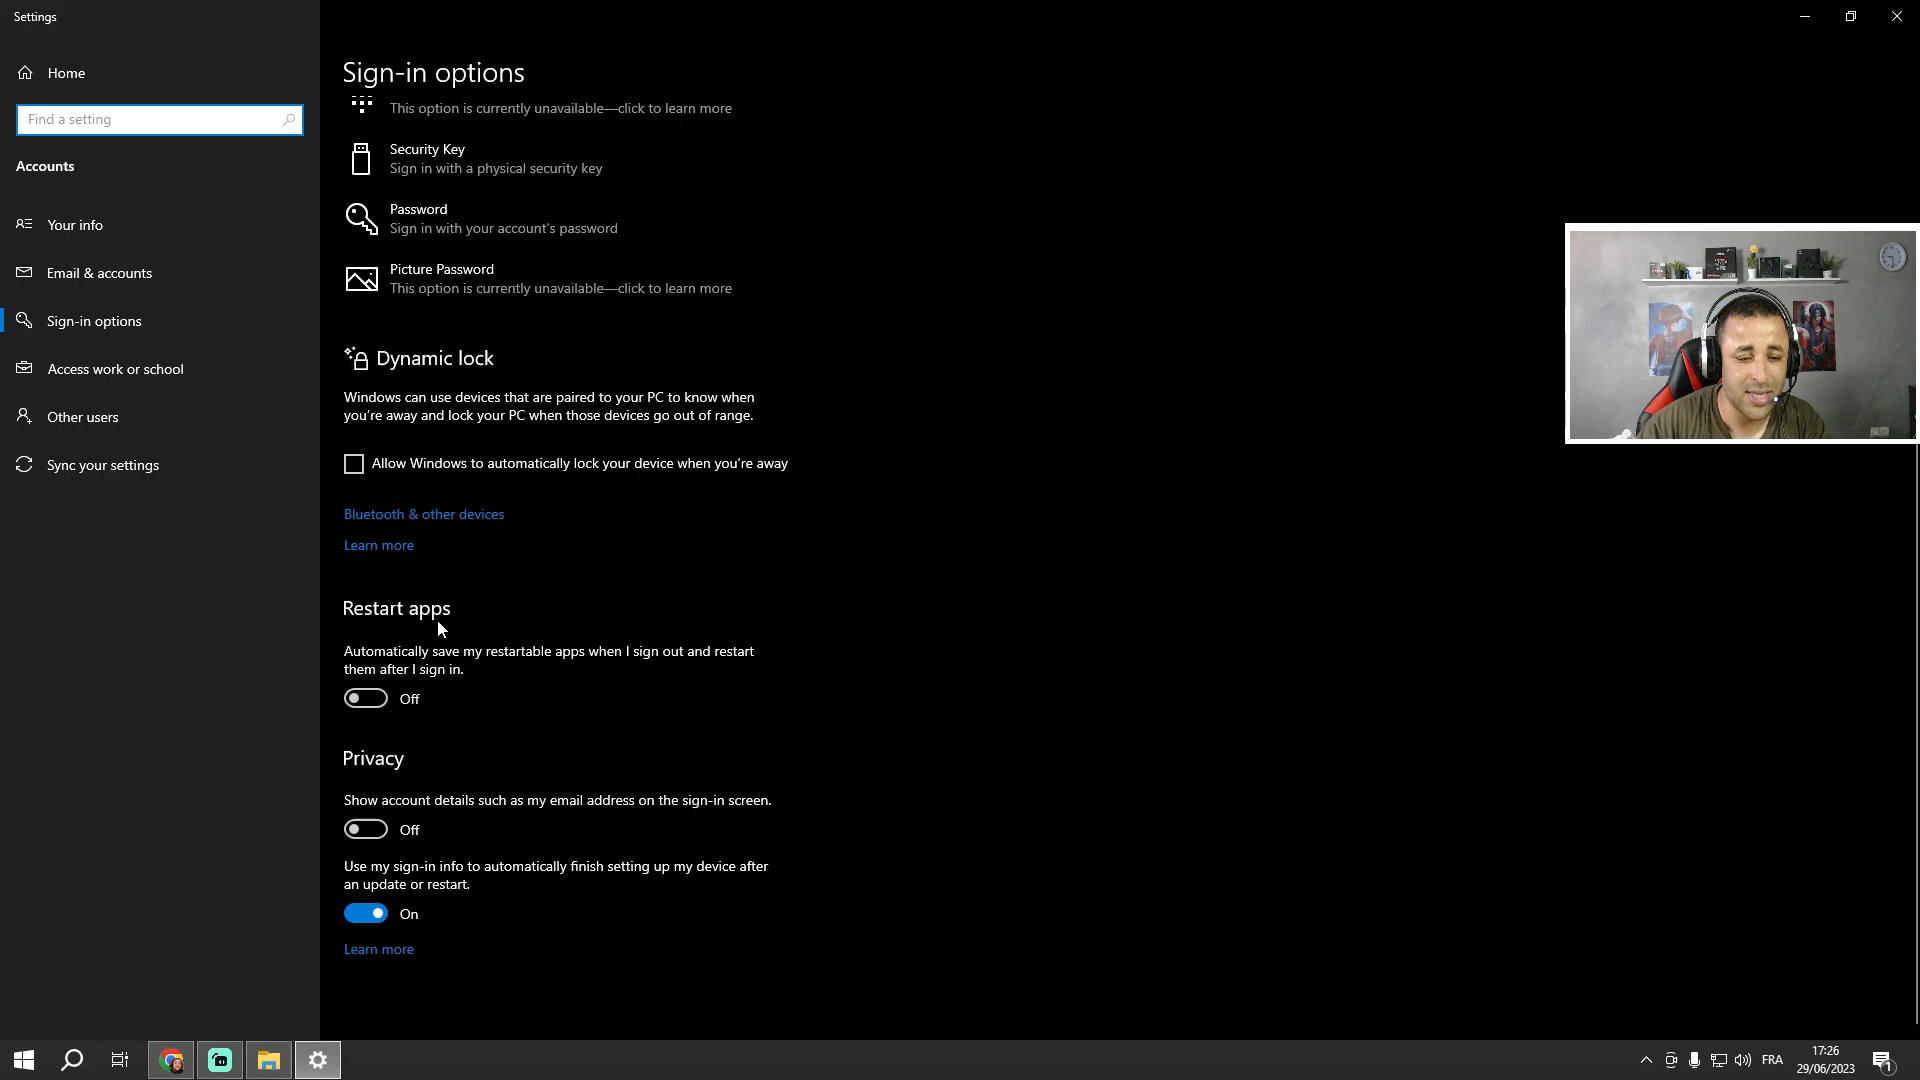 Settings
Home
Find a setting
Accounts
Your info
Email & accounts
Sign-in options
Access work or school
Other users
Sync your settings
Sign-in options
This option is currently unavailable—click to learn more
Security Key
Sign in with a physical security key
Password
Sign in with your account's password
Picture Password
This option is currently unavailable—click to learn more
Dynamic lock
Windows can use devices that are paired to your PC to know when
you're away and lock your PC when those devices go out of range.
Allow Windows to automatically lock your device when you're away
Bluetooth & other devices
Learn more
Restart apps
Automatically save my restartable apps when I sign out and restart
them after I sign in.
Off
Privacy
Show account details such as my email address on the sign-in screen.
Off
Use my sign-in info to automatically finish setting up my device after
an update or restart.
On
Learn more
FRA
17:26
29/06/2023
1